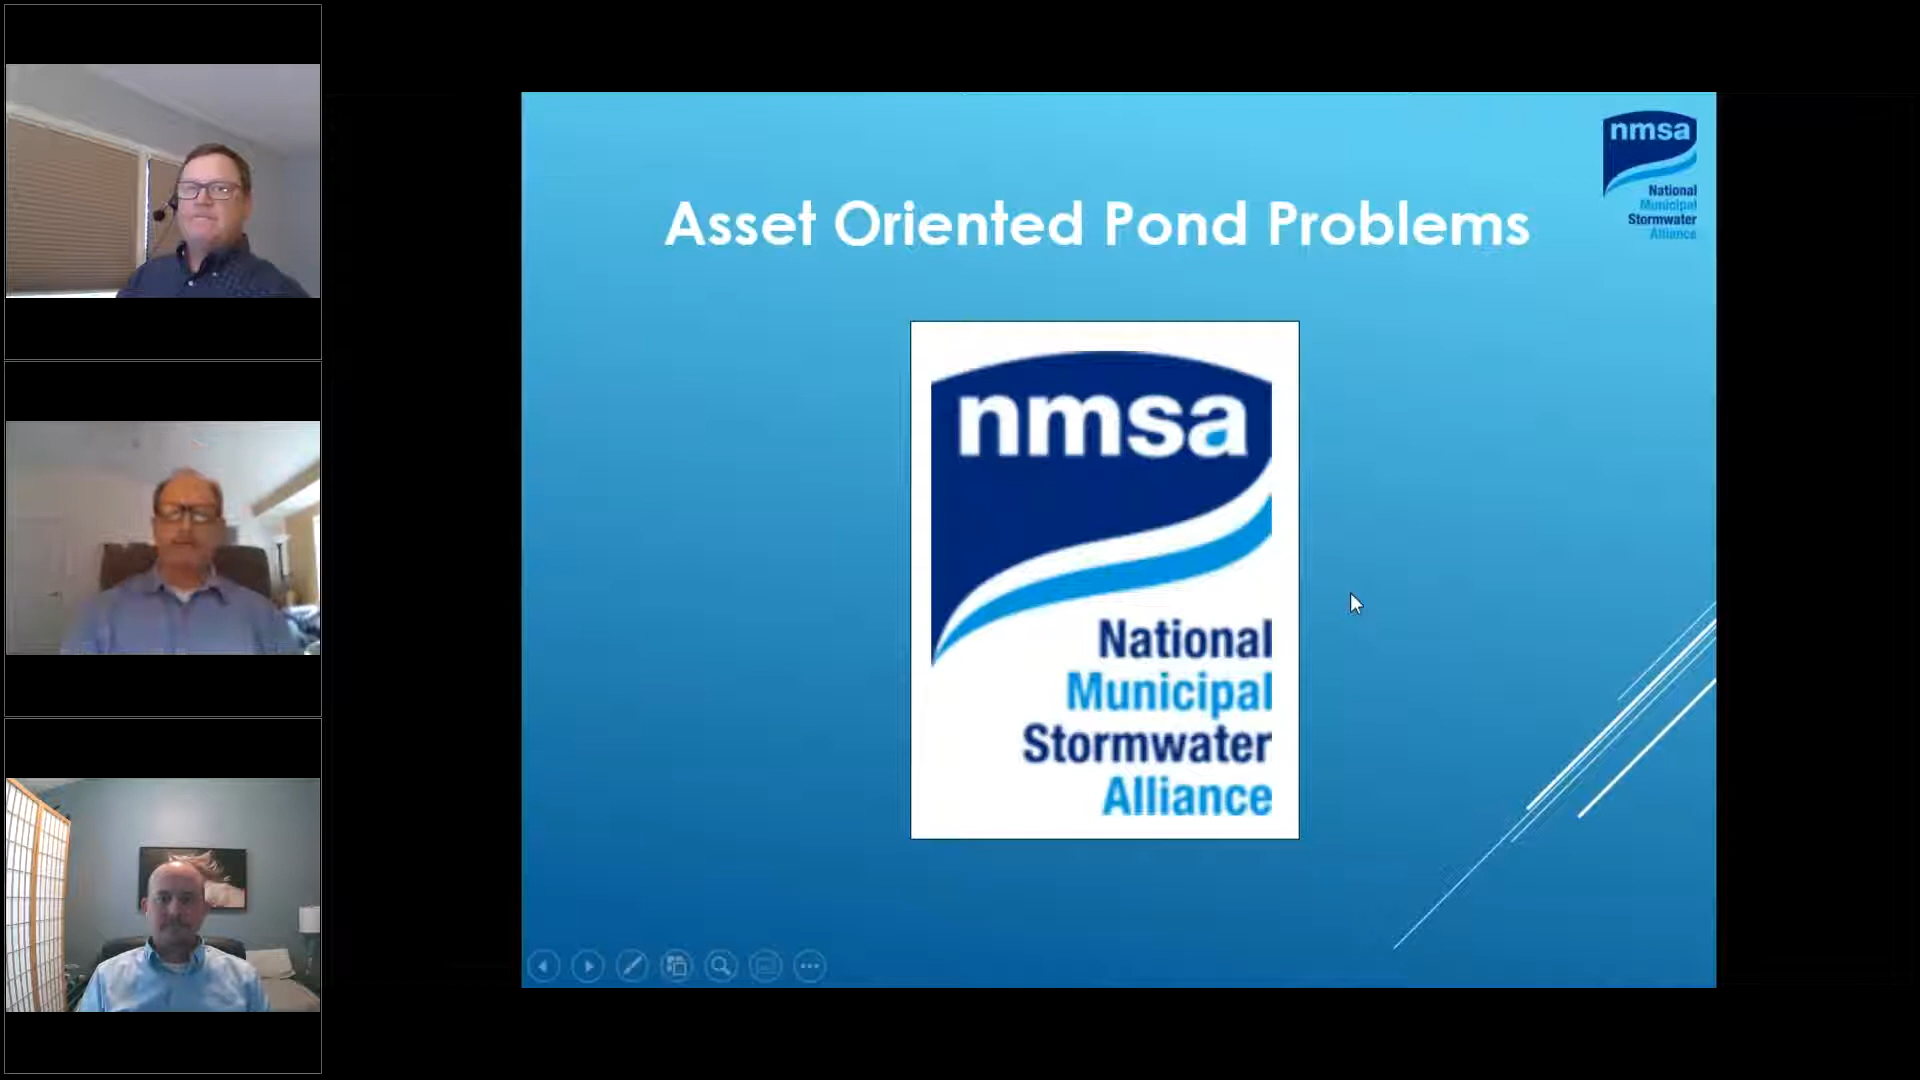 Asset Oriented Pond Problems
nmsa
National
Municipal
Stormwater
Alliance
nmsa
National
Municipal
Stormwater
Alliance